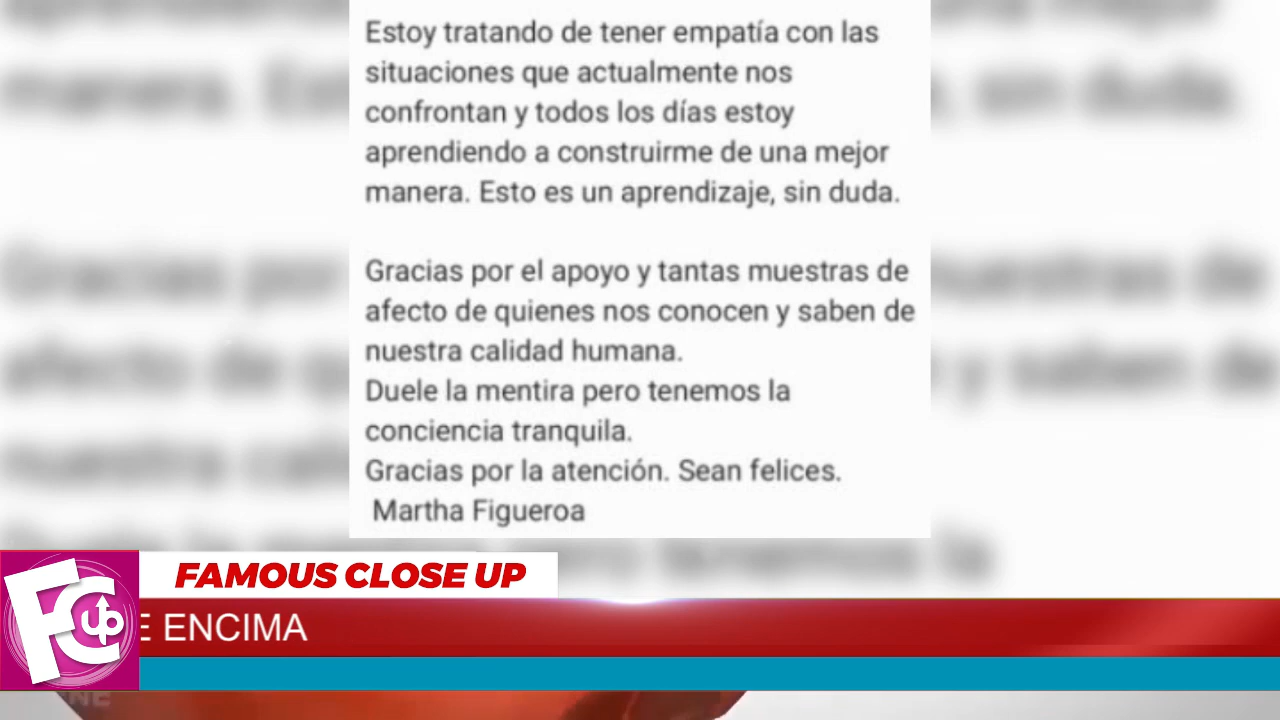 Estoy tratando de tener empatía con las
situaciones que actualmente nos
confrontan y todos los días estoy
aprendiendo a construirme de una mejor
manera. Esto es un aprendizaje, sin duda.
Gracias por el apoyo y tantas muestras de
afecto de quienes nos conocen y saben de
nuestra calidad humana.
Duele la mentira pero tenemos la
conciencia tranquila.
Gracias por la atención. Sean felices.
Martha Figueroa
FAMOUS CLOSE UP
FC up
E ENCIMA